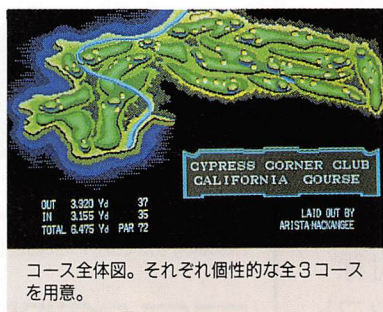 CYPRESS CORNER CLUB
CALIFORNIA COURSE
OUT 3.320 Yd 37
IN 3.155 Yd 35
TOTAL 6.475 Yd PAR 72
LAID OUT BY
ARISTA·MACKANGEE
コース全体図。それぞれ個性的な全3コース
を用意。